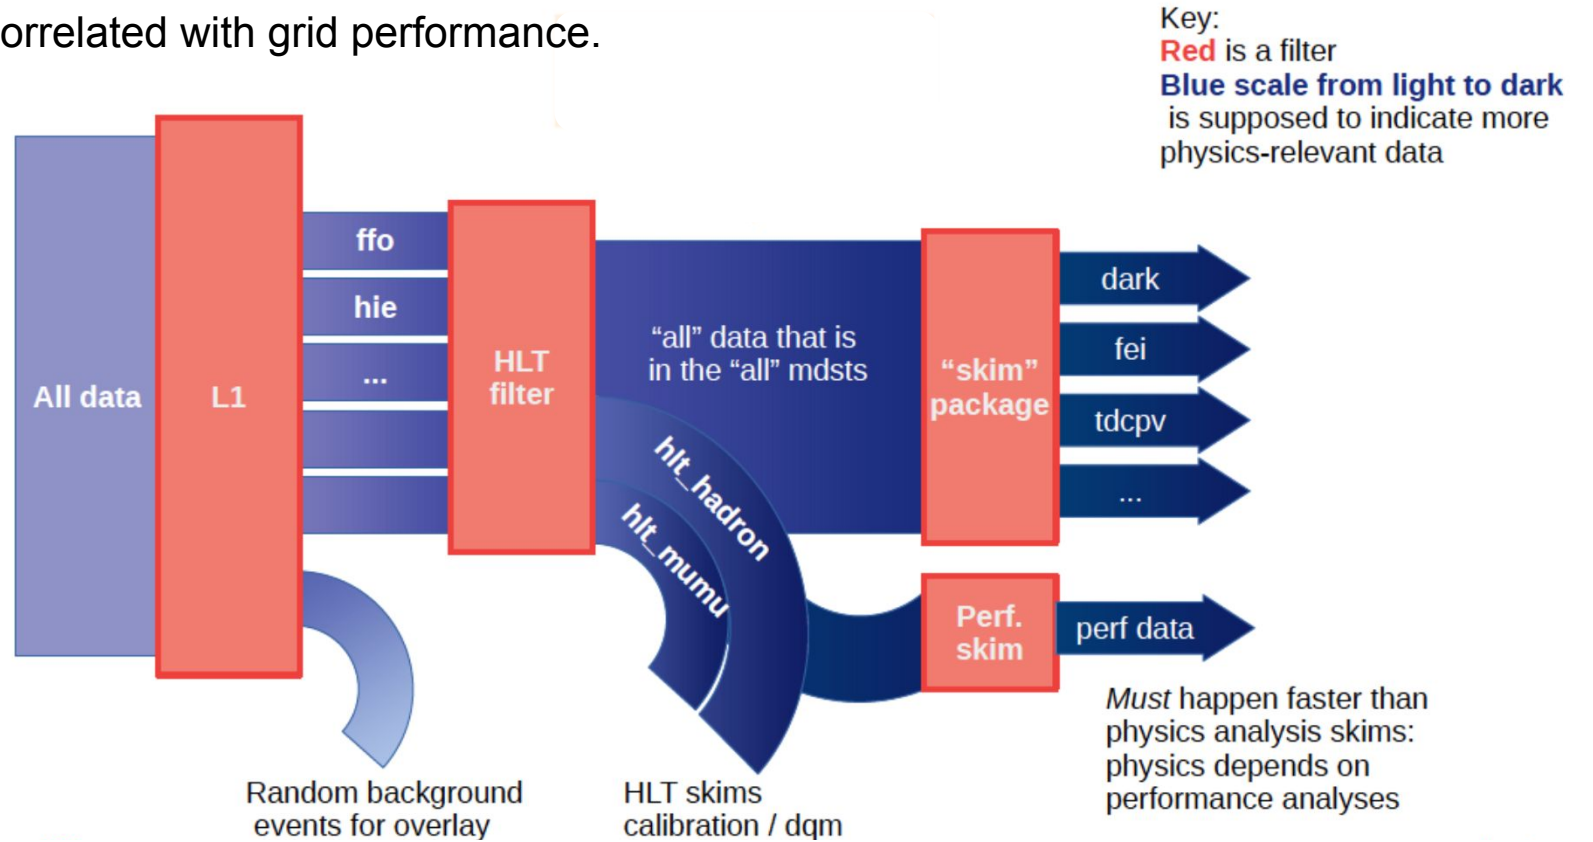 orrelated with grid performance.
Key:
Red is a filter
Blue scale from light to dark
is supposed to indicate more
physics-relevant data
All data
L1
ffo
hie
...
HLT
filter
“all” data that is
in the “all” mdsts
hlt_hadron
hlt_mumu
“skim”
package
dark
fei
tdcpv
...
Perf.
skim
perf data
Must happen faster than
physics analysis skims:
physics depends on
performance analyses
Random background
events for overlay
HLT skims
calibration / dqm